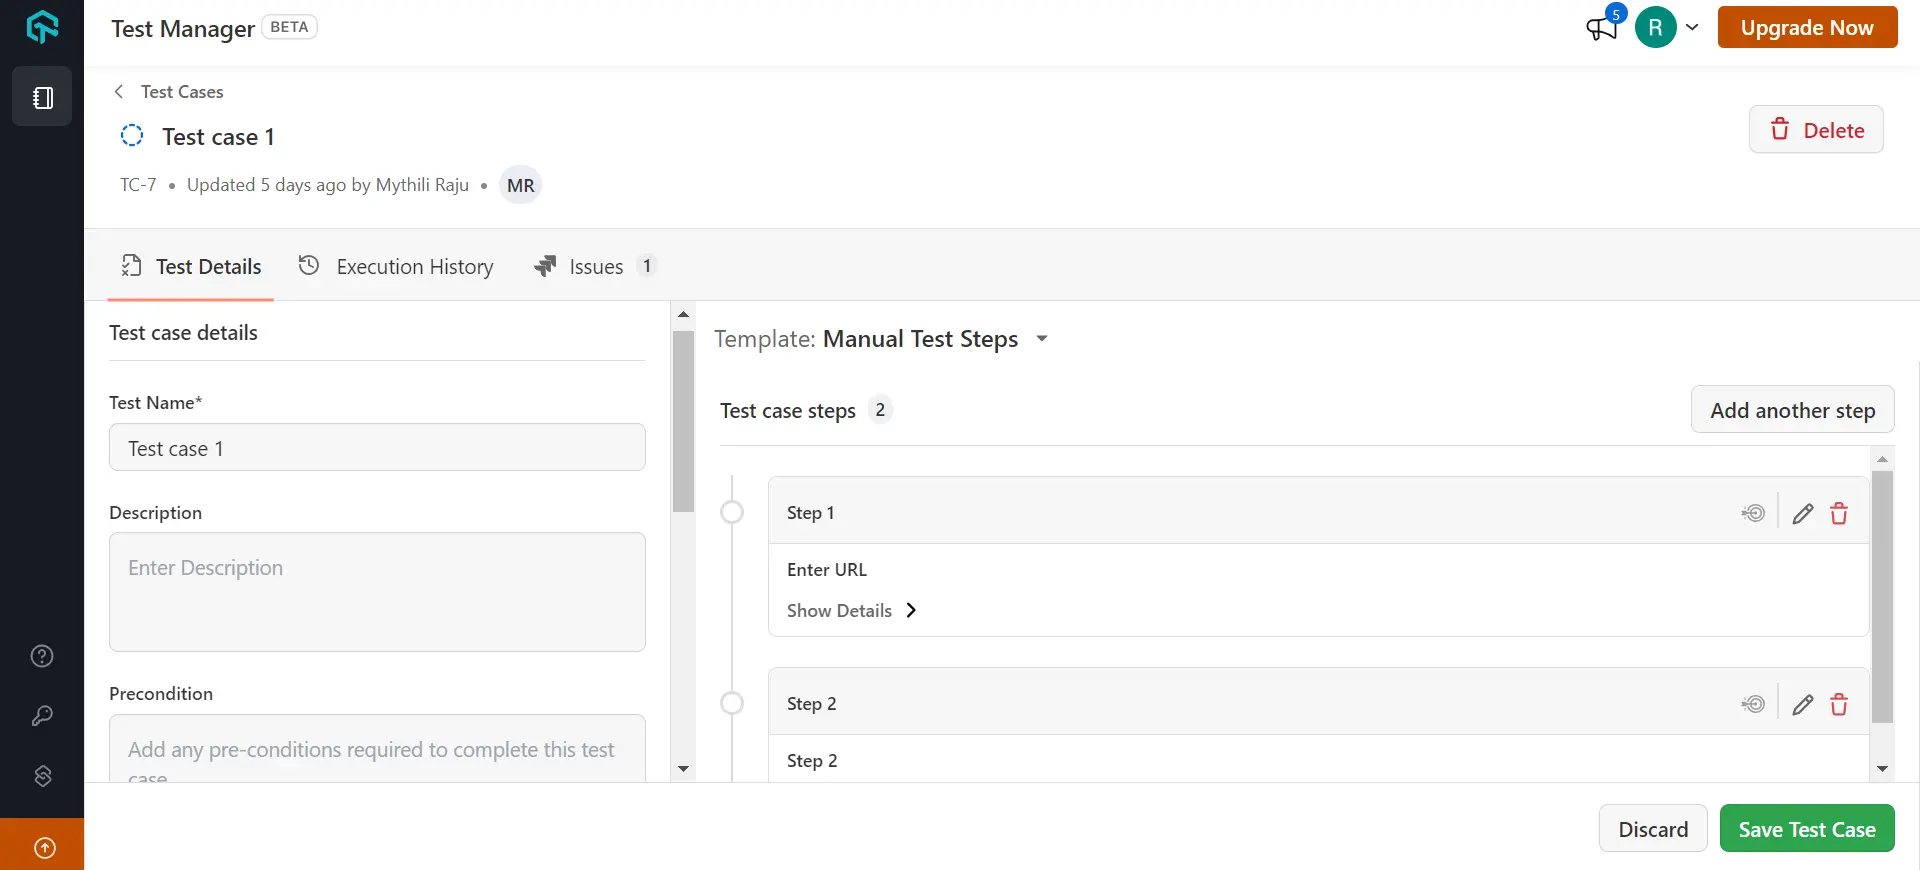 Test Manager BETA
5
R
Upgrade Now
Test Cases
Test case 1
Delete
TC-7 • Updated 5 days ago by Mythili Raju • MR
Test Details
Execution History
Issues 1
Test case details
Test Name*
Test case 1
Description
Enter Description
Precondition
Add any pre-conditions required to complete this test
case
Template: Manual Test Steps
Test case steps 2
Add another step
Step 1
Enter URL
Show Details
Step 2
Step 2
Discard
Save Test Case